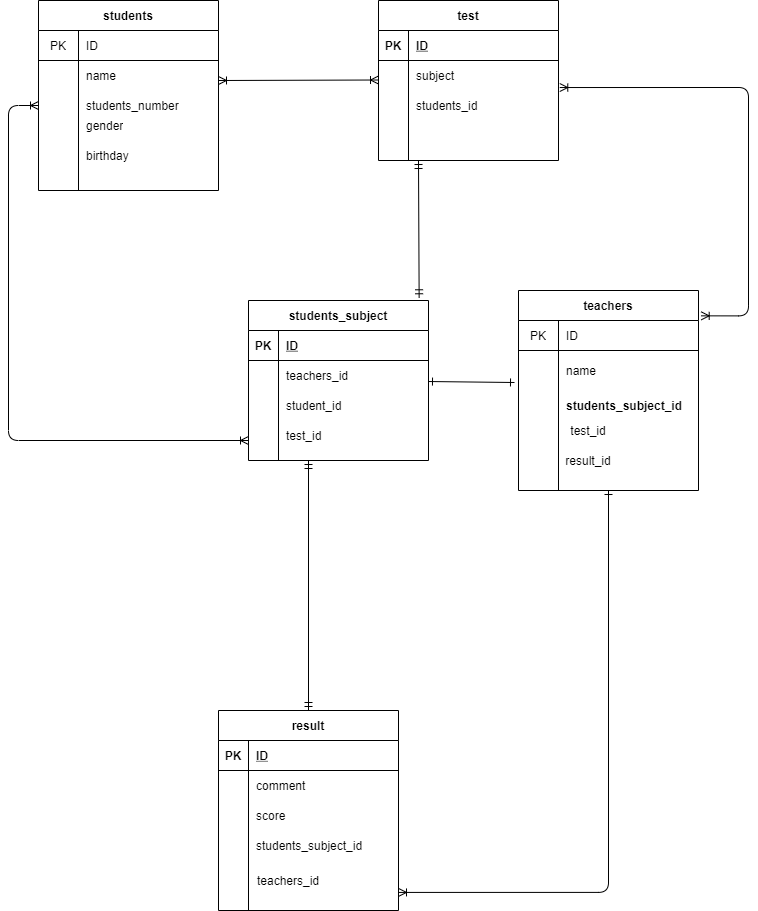 students
PK ID
name
students_number
gender
birthday
test
PK ID
subject
students_id
students_subject
PK ID
teachers_id
student_id
test_id
teachers
PK ID
name
students_subject_id
test_id
result_id
result
PK ID
comment
score
students_subject_id
teachers_id